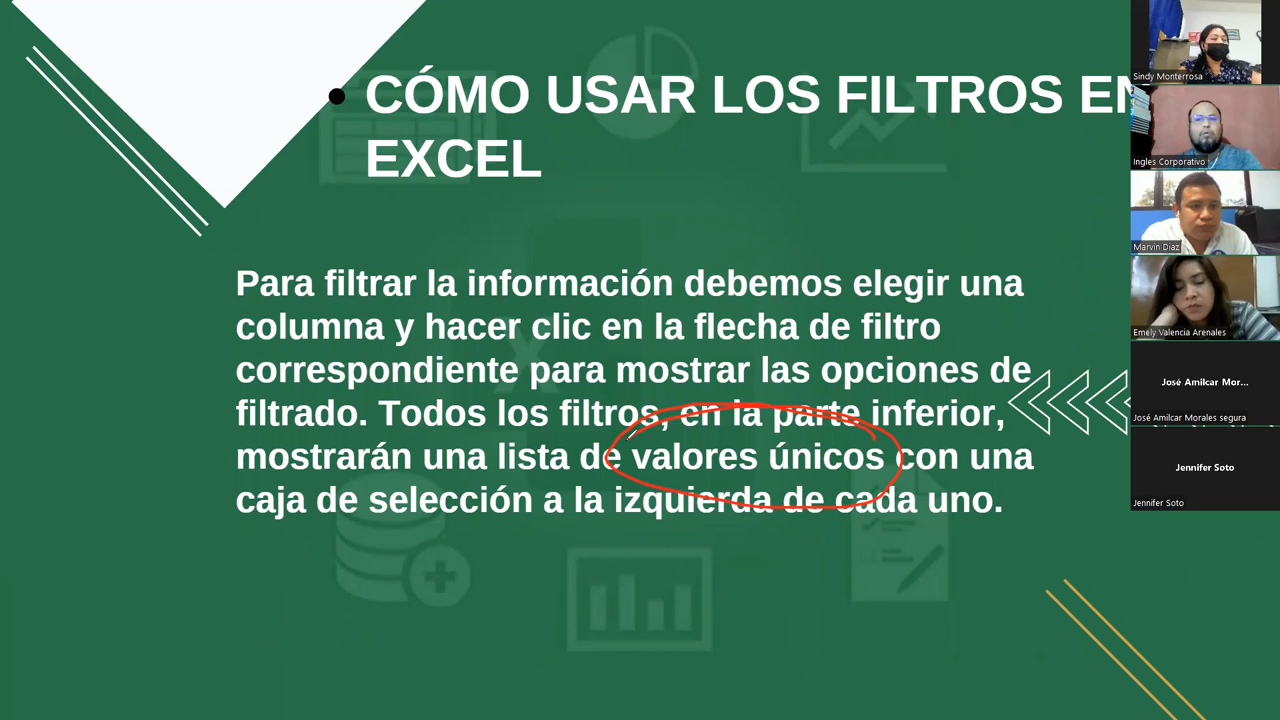 CÓMO USAR LOS FILTROS EN
EXCEL
Para filtrar la información debemos elegir una
columna y hacer clic en la flecha de filtro
correspondiente para mostrar las opciones de
filtrado. Todos los filtros, en la parte inferior,
mostrarán una lista de valores únicos con una
caja de selección a la izquierda de cada uno.
Sindy Monterrosa
Ingles Corporativo
Marvin Diaz
Emely Valencia Arenales
José Amilcar Mor...
José Amilcar Morales segura
Jennifer Soto
Jennifer Soto